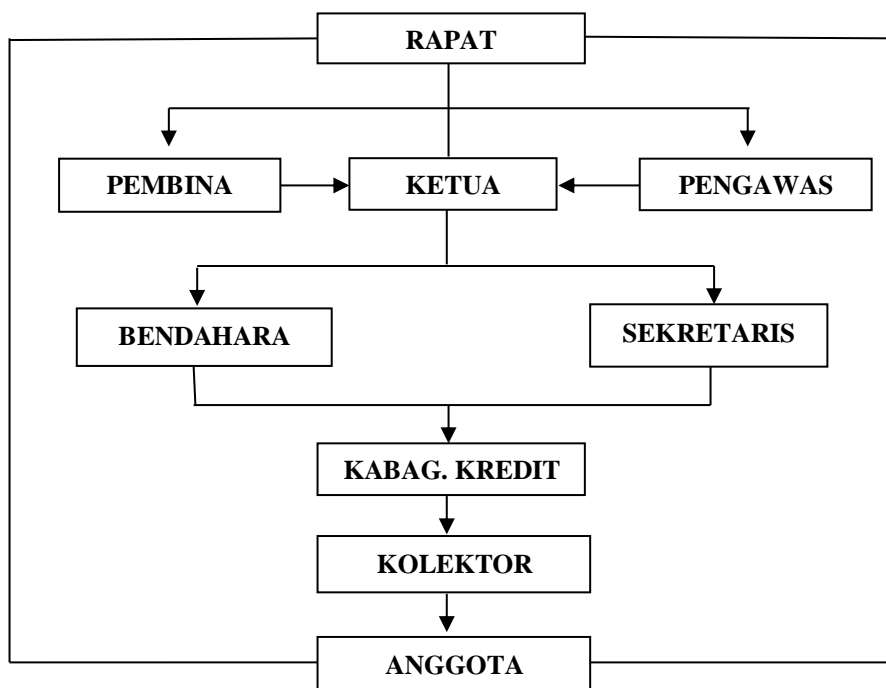 RAPAT
PEMBINA
KETUA
PENGAWAS
BENDAHARA
SEKRETARIS
KABAG. KREDIT
KOLEKTOR
ANGGOTA